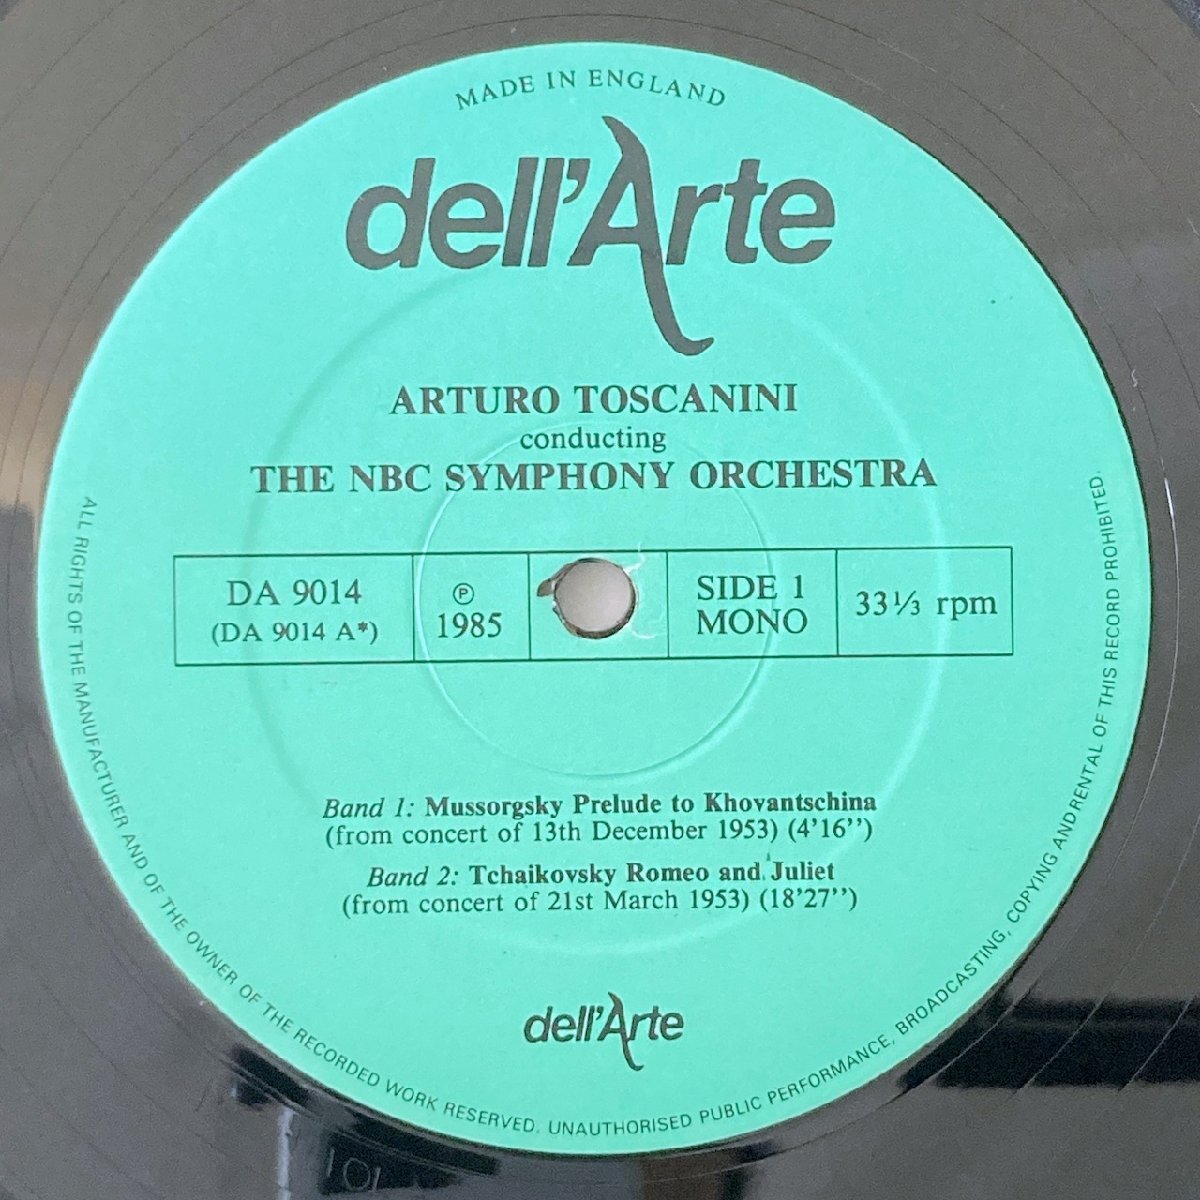 MADE IN ENGLAND
dell'Arte
ARTURO TOSCANINI
conducting
THE NBC SYMPHONY ORCHESTRA
DA 9014
(DA 9014 A*)
Ⓟ
1985
SIDE 1
MONO
33⅓ rpm
Band 1: Mussorgsky Prelude to Khovantschina
(from concert of 13th December 1953) (4'16'')
Band 2: Tchaikovsky Romeo and Juliet
(from concert of 21st March 1953) (18'27'')
dell'Arte
ALL RIGHTS OF THE MANUFACTURER AND OF THE OWNER OF THE RECORDED WORK RESERVED. UNAUTHORISED PUBLIC PERFORMANCE, BROADCASTING, COPYING ANDRENTAL OF THIS RECORD PROHIBITED.